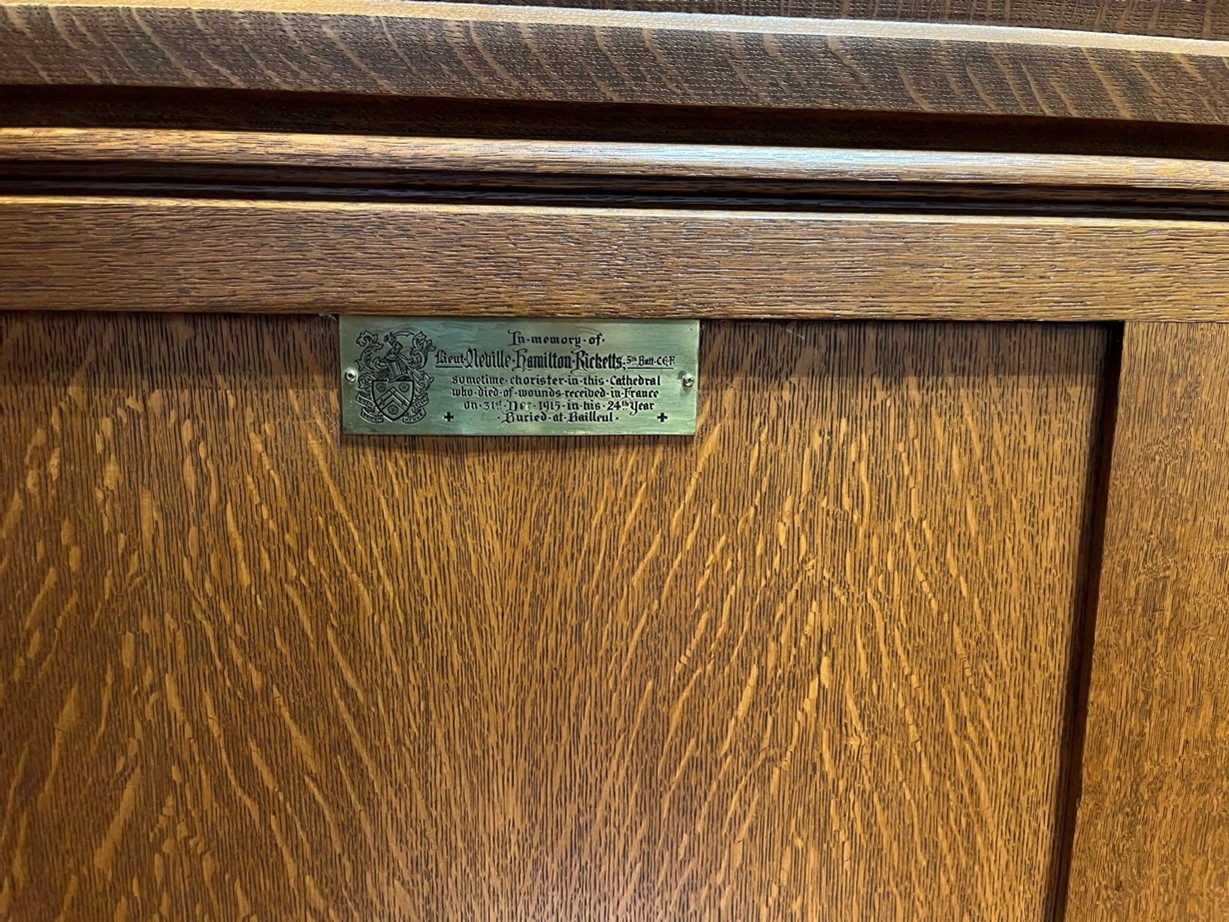 In·memory·of·
Lieut·Neville·Hamilton·Ricketts; 5th Batt·C·E·F
sometime·chorister·in·this·Cathedral
who·died·of·wounds·received·in·France
on·31st·Dec·1915·in·his·24th·Year
·Buried·at·Bailleul·